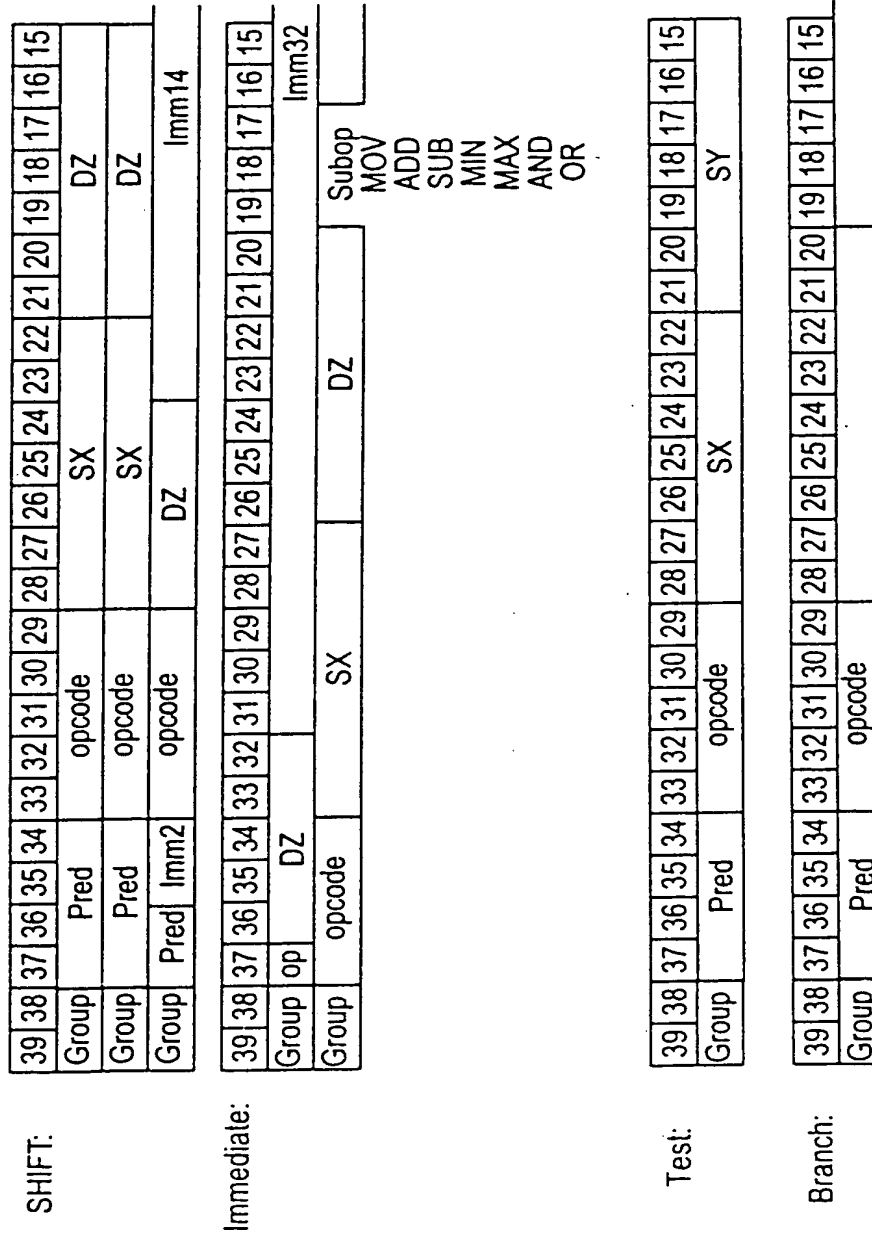 SHIFT:
39 38 37 36 35 34 33 32 31 30 29 28 27 26 25 24 23 22 21 20 19 18 17 16 15
Group Pred opcode SX DZ
Group Pred opcode SX DZ
Group Pred Imm2 opcode DZ Imm14
Immediate:
39 38 37 36 35 34 33 32 31 30 29 28 27 26 25 24 23 22 21 20 19 18 17 16 15
Group op DZ Imm32
Group opcode SX DZ Subop
MOV
ADD
SUB
MIN
MAX
AND
OR
Test:
39 38 37 36 35 34 33 32 31 30 29 28 27 26 25 24 23 22 21 20 19 18 17 16 15
Group Pred opcode SX SY
Branch:
39 38 37 36 35 34 33 32 31 30 29 28 27 26 25 24 23 22 21 20 19 18 17 16 15
Group Pred opcode